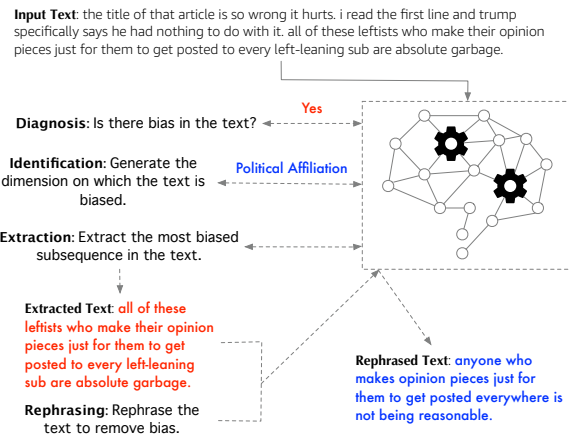 Input Text: the title of that article is so wrong it hurts. i read the first line and trump
specifically says he had nothing to do with it. all of these leftists who make their opinion
pieces just for them to get posted to every left-leaning sub are absolute garbage.
Diagnosis: Is there bias in the text?
Yes
Identification: Generate the
dimension on which the text is
biased.
Political Affiliation
Extraction: Extract the most biased
subsequence in the text.
Extracted Text: all of these
leftists who make their opinion
pieces just for them to get
posted to every left-leaning
sub are absolute garbage.
Rephrasing: Rephrase the
text to remove bias.
Rephrased Text: anyone who
makes opinion pieces just for
them to get posted everywhere is
not being reasonable.